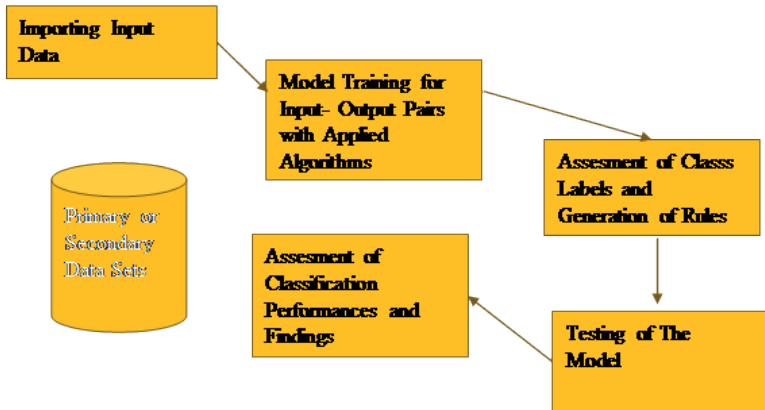 Importing Input
Data
Model Training for
Input- Output Pairs
with Applied
Algorithms
Assesment of Classs
Labels and
Generation of Rules
Primary or
Secondary
Data Sets
Assesment of
Classification
Performances and
Findings
Testing of The
Model